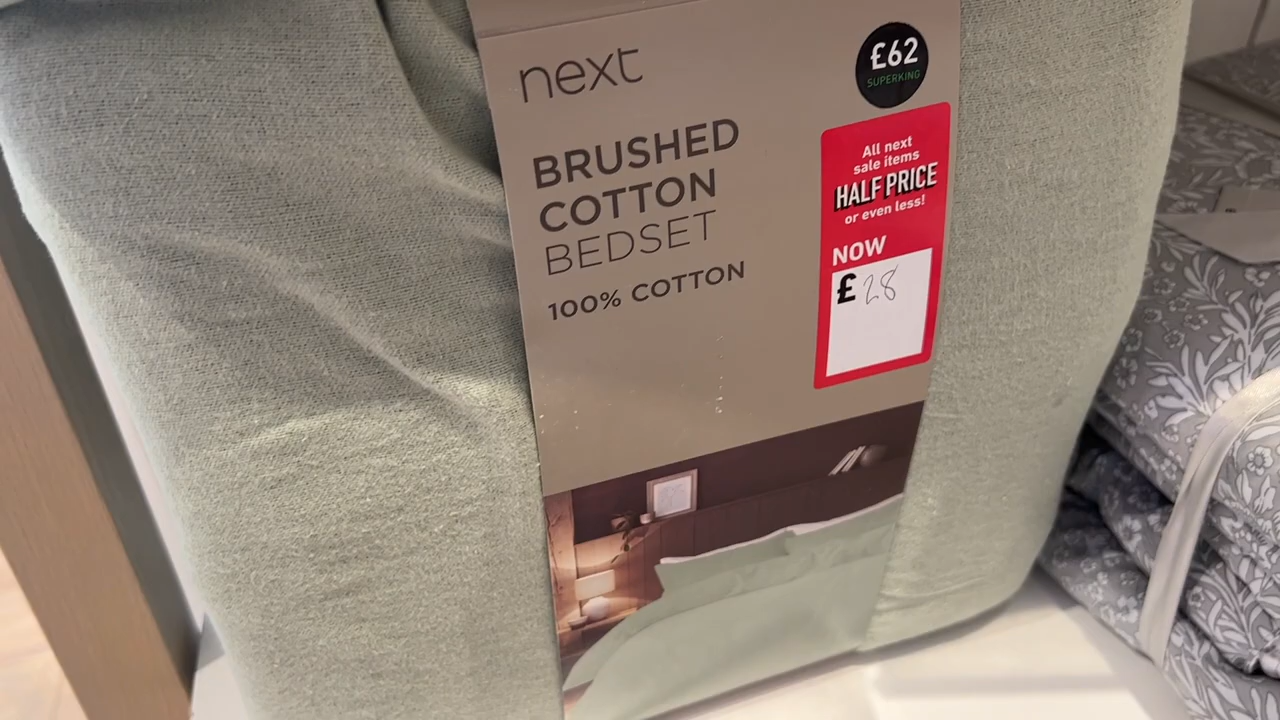 next
£62
SUPERKING
BRUSHED
COTTON
BEDSET
100% COTTON
All next
sale items
HALF PRICE
or even less!
NOW
£28